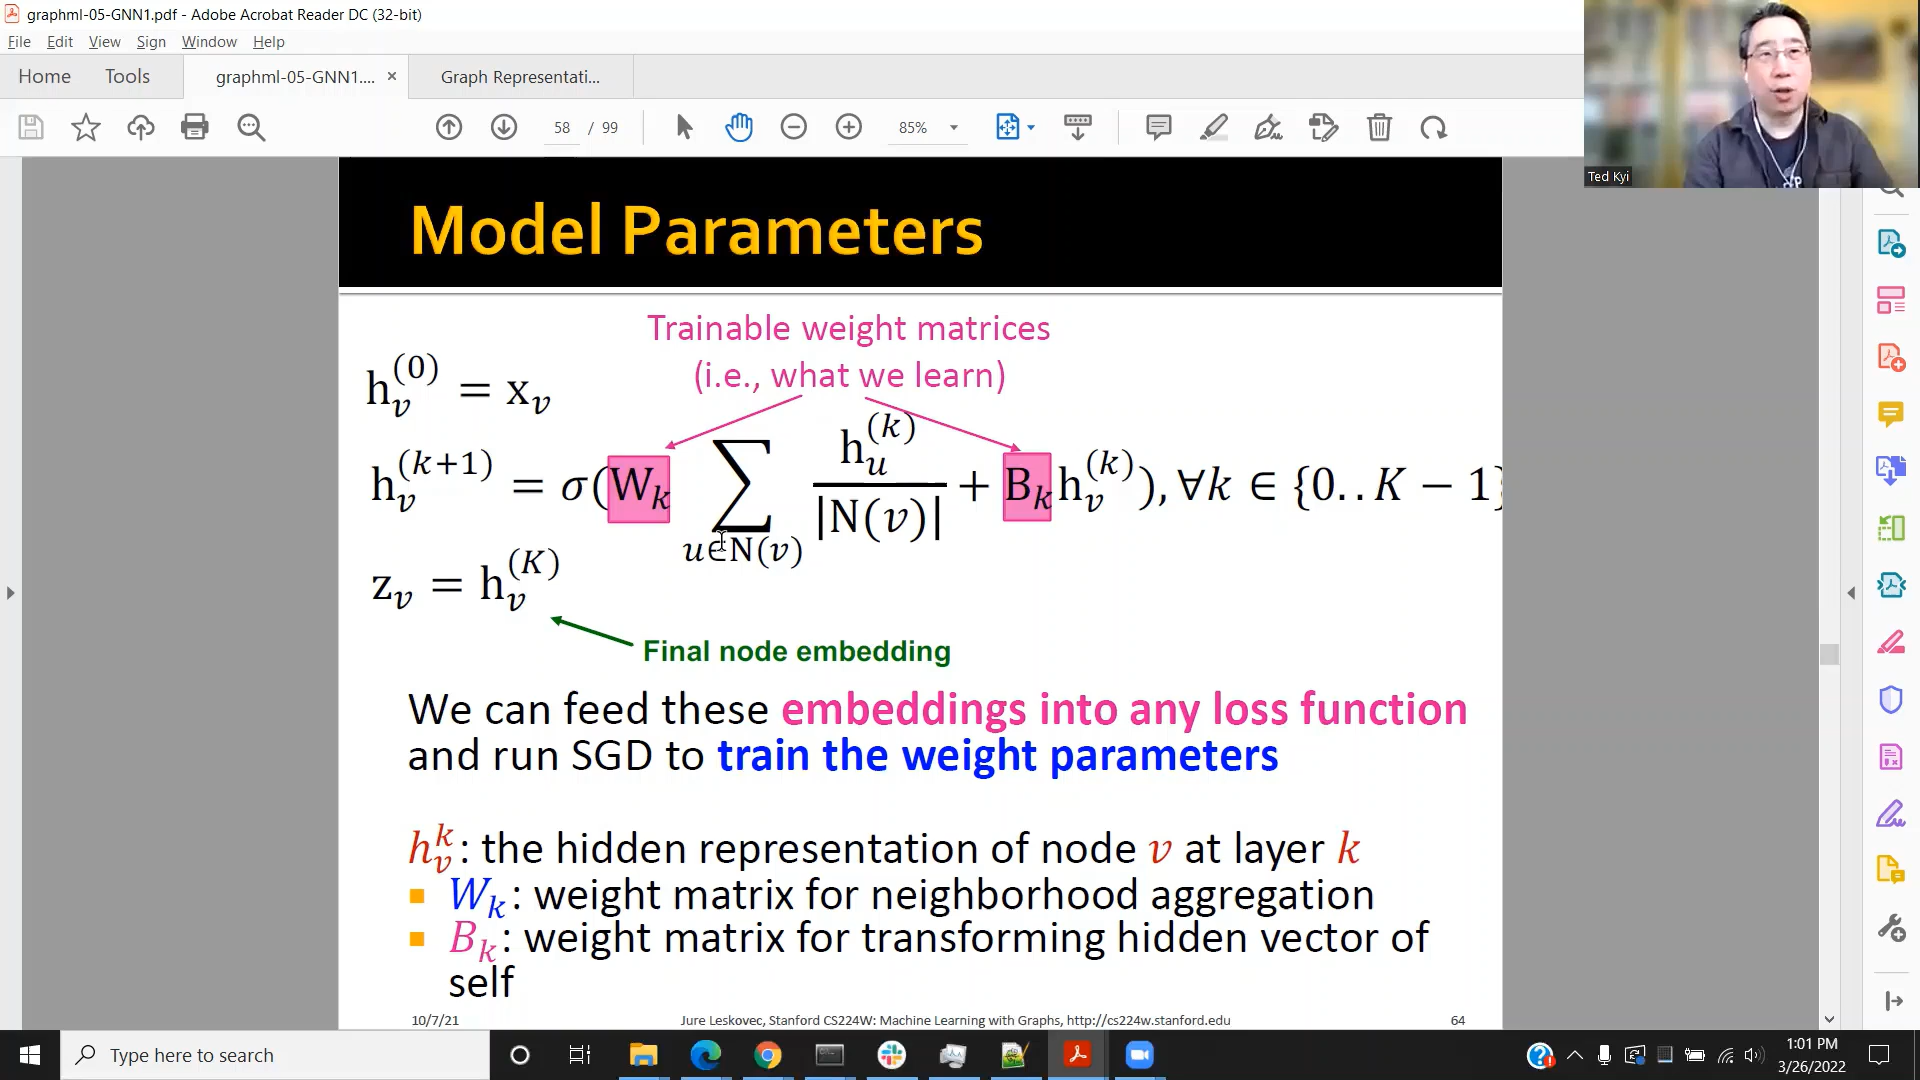 graphml-05-GNN1.pdf - Adobe Acrobat Reader DC (32-bit)
File Edit View Sign Window Help
Home Tools graphml-05-GNN1.... × Graph Representati...
58 / 99 85%
Ted Kyi
Model Parameters
Trainable weight matrices
(i.e., what we learn)
h_v^(0) = x_v
h_v^(k+1) = σ(W_k ∑_{u∈N(v)} h_u^(k) / |N(v)| + B_k h_v^(k)), ∀k ∈ {0..K − 1}
z_v = h_v^(K)
Final node embedding
We can feed these embeddings into any loss function
and run SGD to train the weight parameters
h_v^k: the hidden representation of node v at layer k
■ W_k: weight matrix for neighborhood aggregation
■ B_k: weight matrix for transforming hidden vector of
self
10/7/21 Jure Leskovec, Stanford CS224W: Machine Learning with Graphs, http://cs224w.stanford.edu 64
Type here to search
1:01 PM
3/26/2022